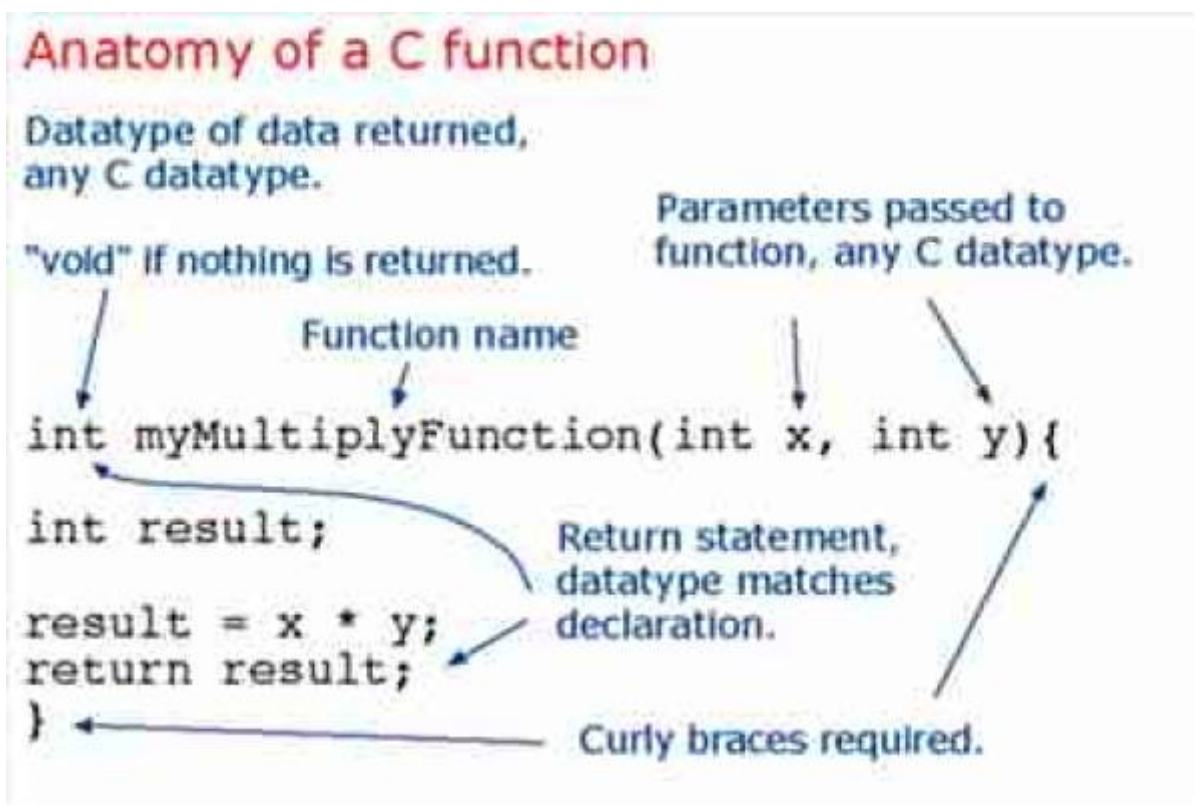 Anatomy of a C function
Datatype of data returned,
any C datatype.
"void" if nothing is returned.
Parameters passed to
function, any C datatype.
Function name
int myMultiplyFunction(int x, int y){
int result;
Return statement,
datatype matches
declaration.
result = x * y;
return result;
}
Curly braces required.